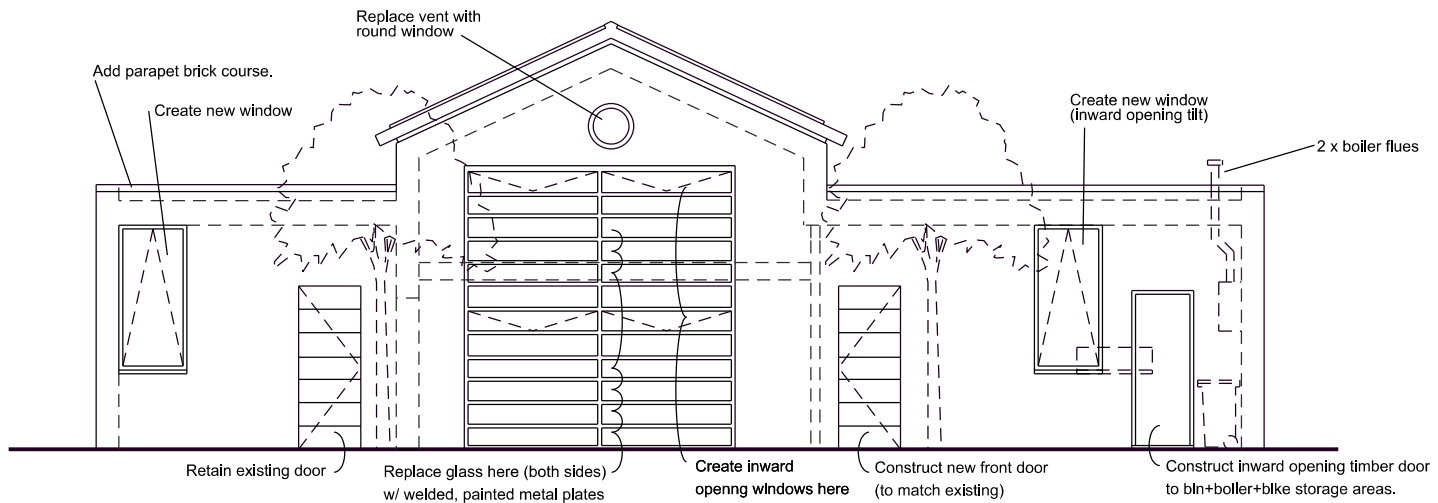 Replace vent with
round window
Add parapet brick course.
Create new window
Create new window
(inward opening tilt)
2 x boiler flues
Retain existing door
Replace glass here (both sides)
w/ welded, painted metal plates
Create inward
openng windows here
Construct new front door
(to match existing)
Construct inward opening timber door
to bin+boiler+bike storage areas.